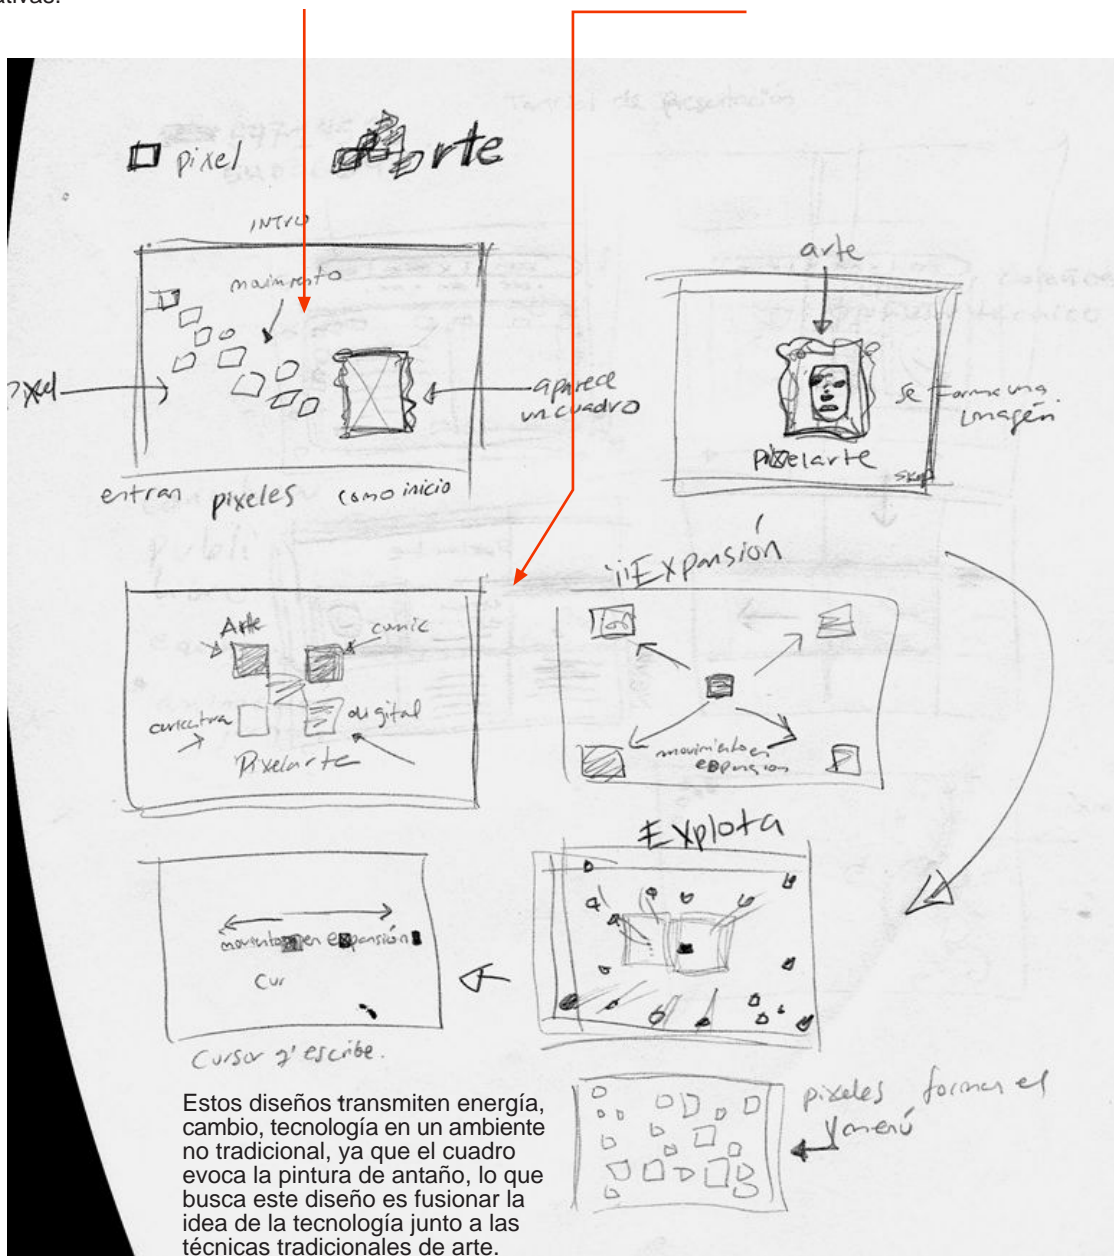 ativas.
pixel
Arte
INTRO
movimiento
pixel
aparece
un cuadro
entran pixeles como inicio
arte
se forma una
imagen.
pixelarte
skip
Arte
comic
caricatura
digital
Pixelarte
¡¡Expansión
movimiento en
expansion
Explota
movimiento en expansión
Cur
Cursor q' escribe.
pixeles forman el
menú
Estos diseños transmiten energía,
cambio, tecnología en un ambiente
no tradicional, ya que el cuadro
evoca la pintura de antaño, lo que
busca este diseño es fusionar la
idea de la tecnología junto a las
técnicas tradicionales de arte.